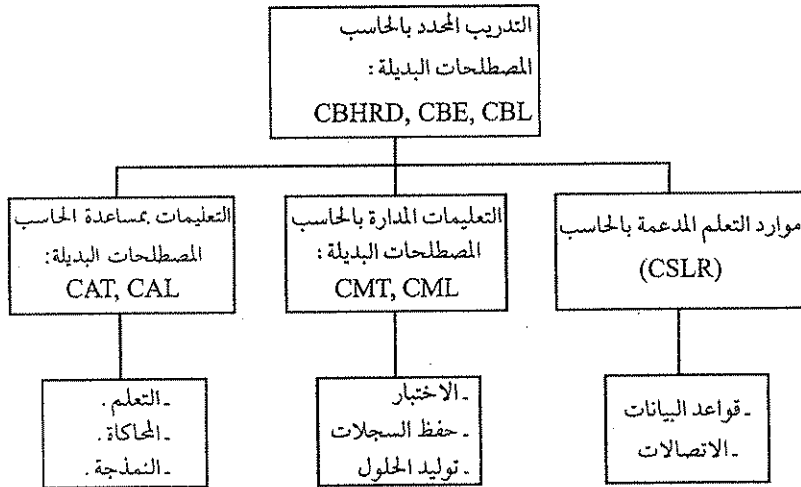 التدريب المحدد بالحاسب
المصطلحات البديلة :
CBHRD, CBE, CBL
موارد التعلم المدعمة بالحاسب
(CSLR)
التعليمات المدارة بالحاسب
المصطلحات البديلة :
CMT, CML
التعليمات بمساعدة الحاسب
المصطلحات البديلة:
CAT, CAL
ـ قواعد البيانات
ـ الاتصالات
ـ الاختبار
ـ حفظ السجلات
ـ توليد الحلول
ـ التعلم .
ـ المحاكاة .
ـ النمذجة .